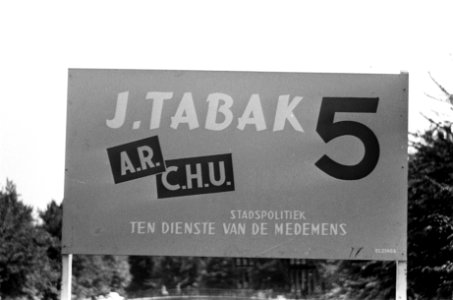 J. TABAK 5
A.R.
C.H.U.
STADSPOLITIEK
TEN DIENSTE VAN DE MEDEMENS